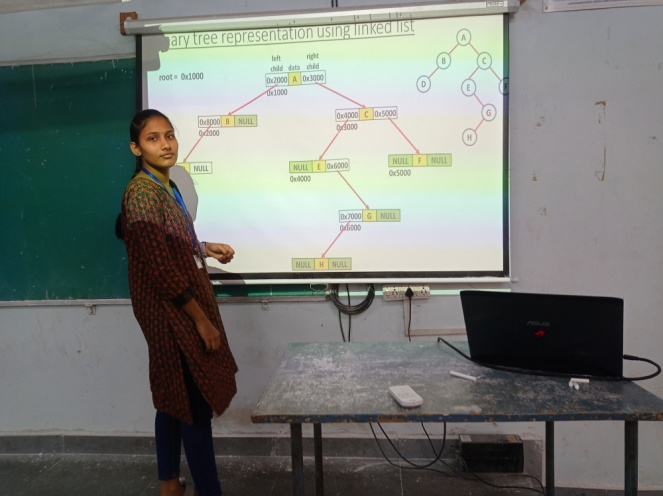 ary tree representation using linked list
root = 0x1000
left child data right child
0x2000 A 0x3000
0x1000
0x8000 B NULL
0x2000
0x4000 C 0x5000
0x3000
NULL
NULL E 0x6000
0x4000
NULL F NULL
0x5000
0x7000 G NULL
0x6000
NULL H NULL
A
B C
D E F
G
H
ASUS